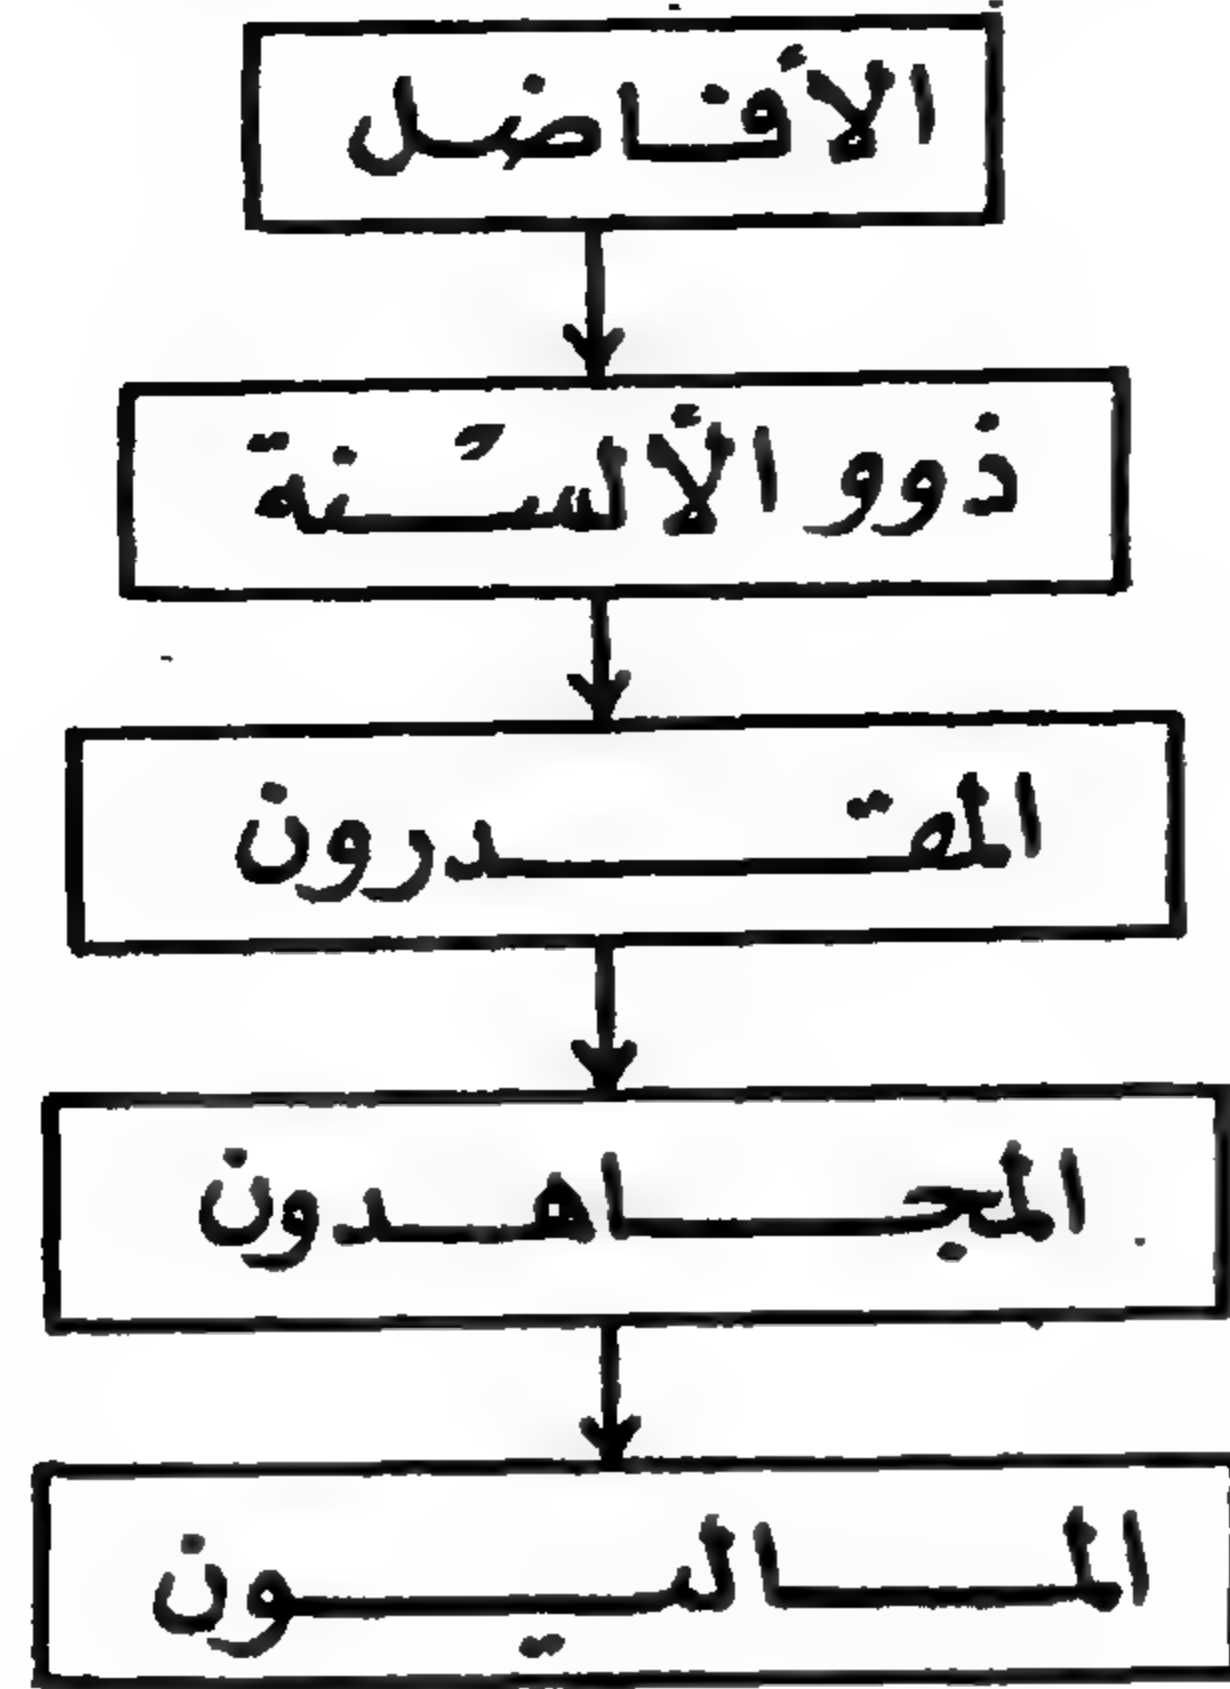 الأفاضل
ذوو الألسنة
المقدرون
المجاهدون
الماليون